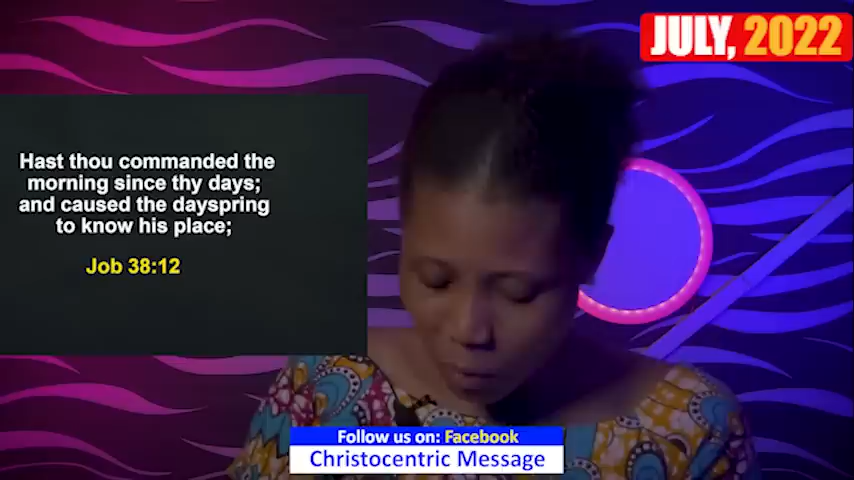 JULY, 2022
Hast thou commanded the
morning since thy days;
and caused the dayspring
to know his place;
Job 38:12
Follow us on: Facebook
Christocentric Message